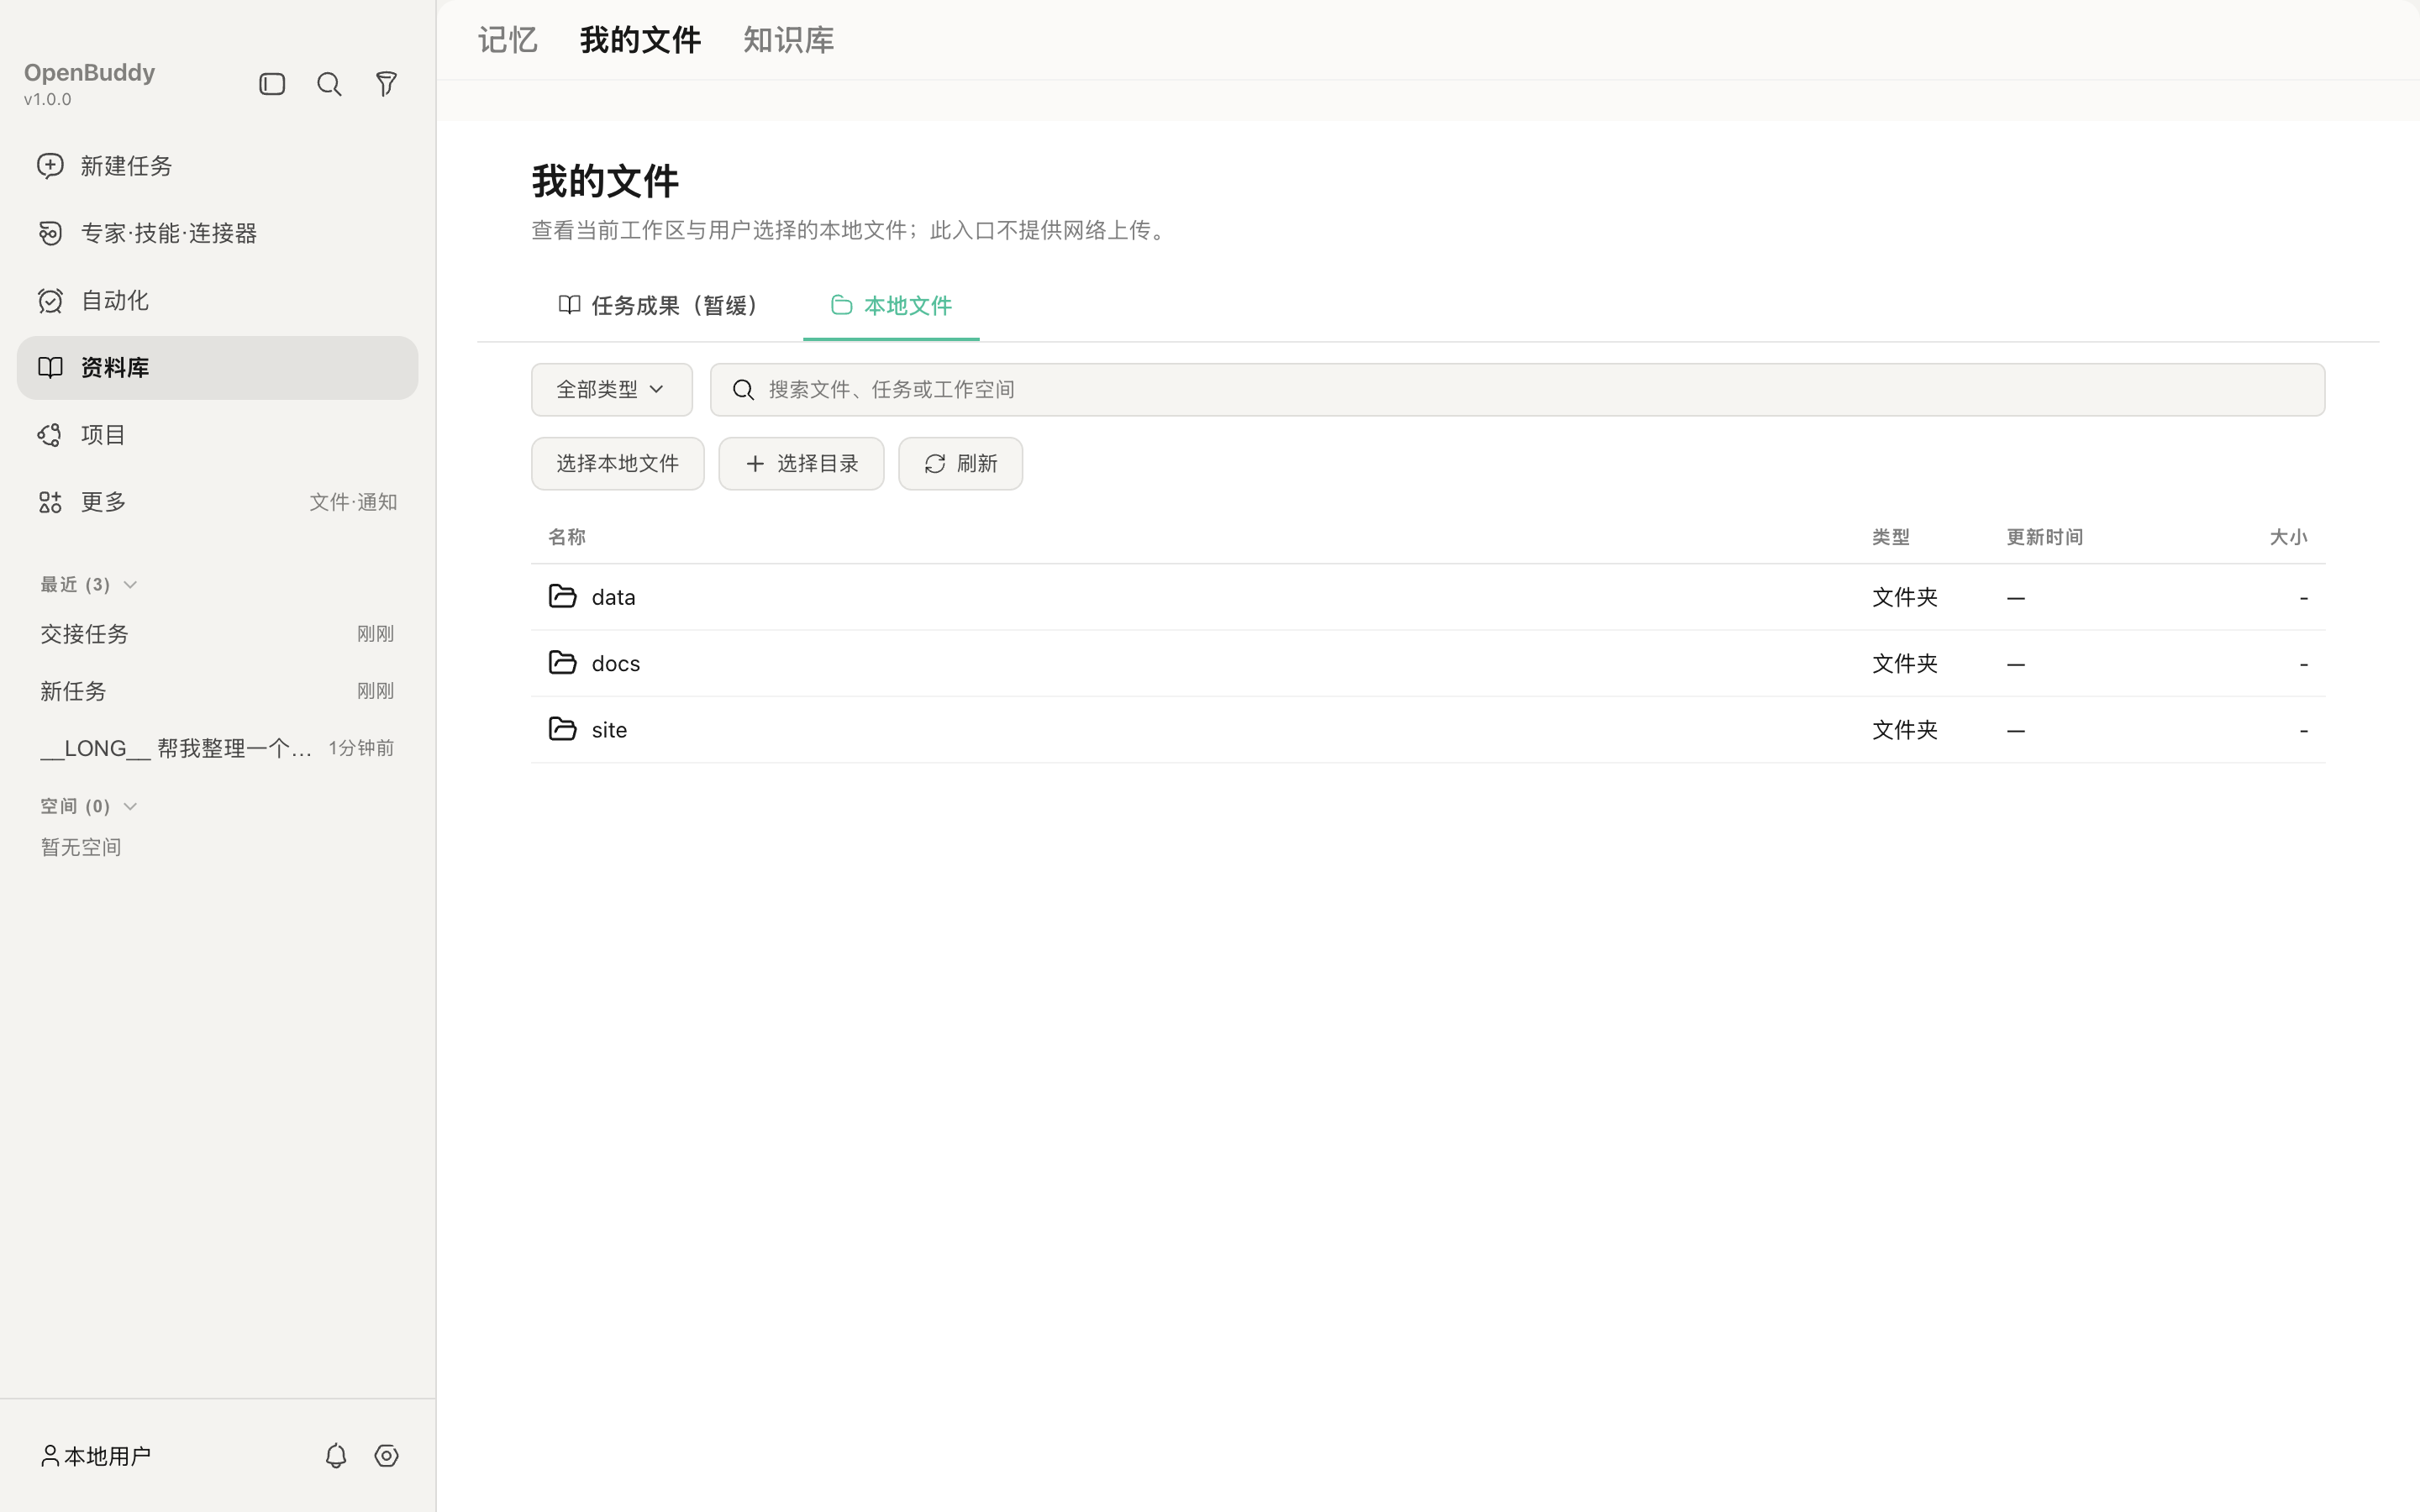 OpenBuddy
v1.0.0
新建任务
专家·技能·连接器
自动化
资料库
项目
更多 文件·通知
最近 (3)
交接任务 刚刚
新任务 刚刚
__LONG__ 帮我整理一个… 1分钟前
空间 (0)
暂无空间
本地用户
记忆 我的文件 知识库
我的文件
查看当前工作区与用户选择的本地文件；此入口不提供网络上传。
任务成果（暂缓） 本地文件
全部类型 搜索文件、任务或工作空间
选择本地文件 选择目录 刷新
名称 类型 更新时间 大小
data 文件夹 — -
docs 文件夹 — -
site 文件夹 — -